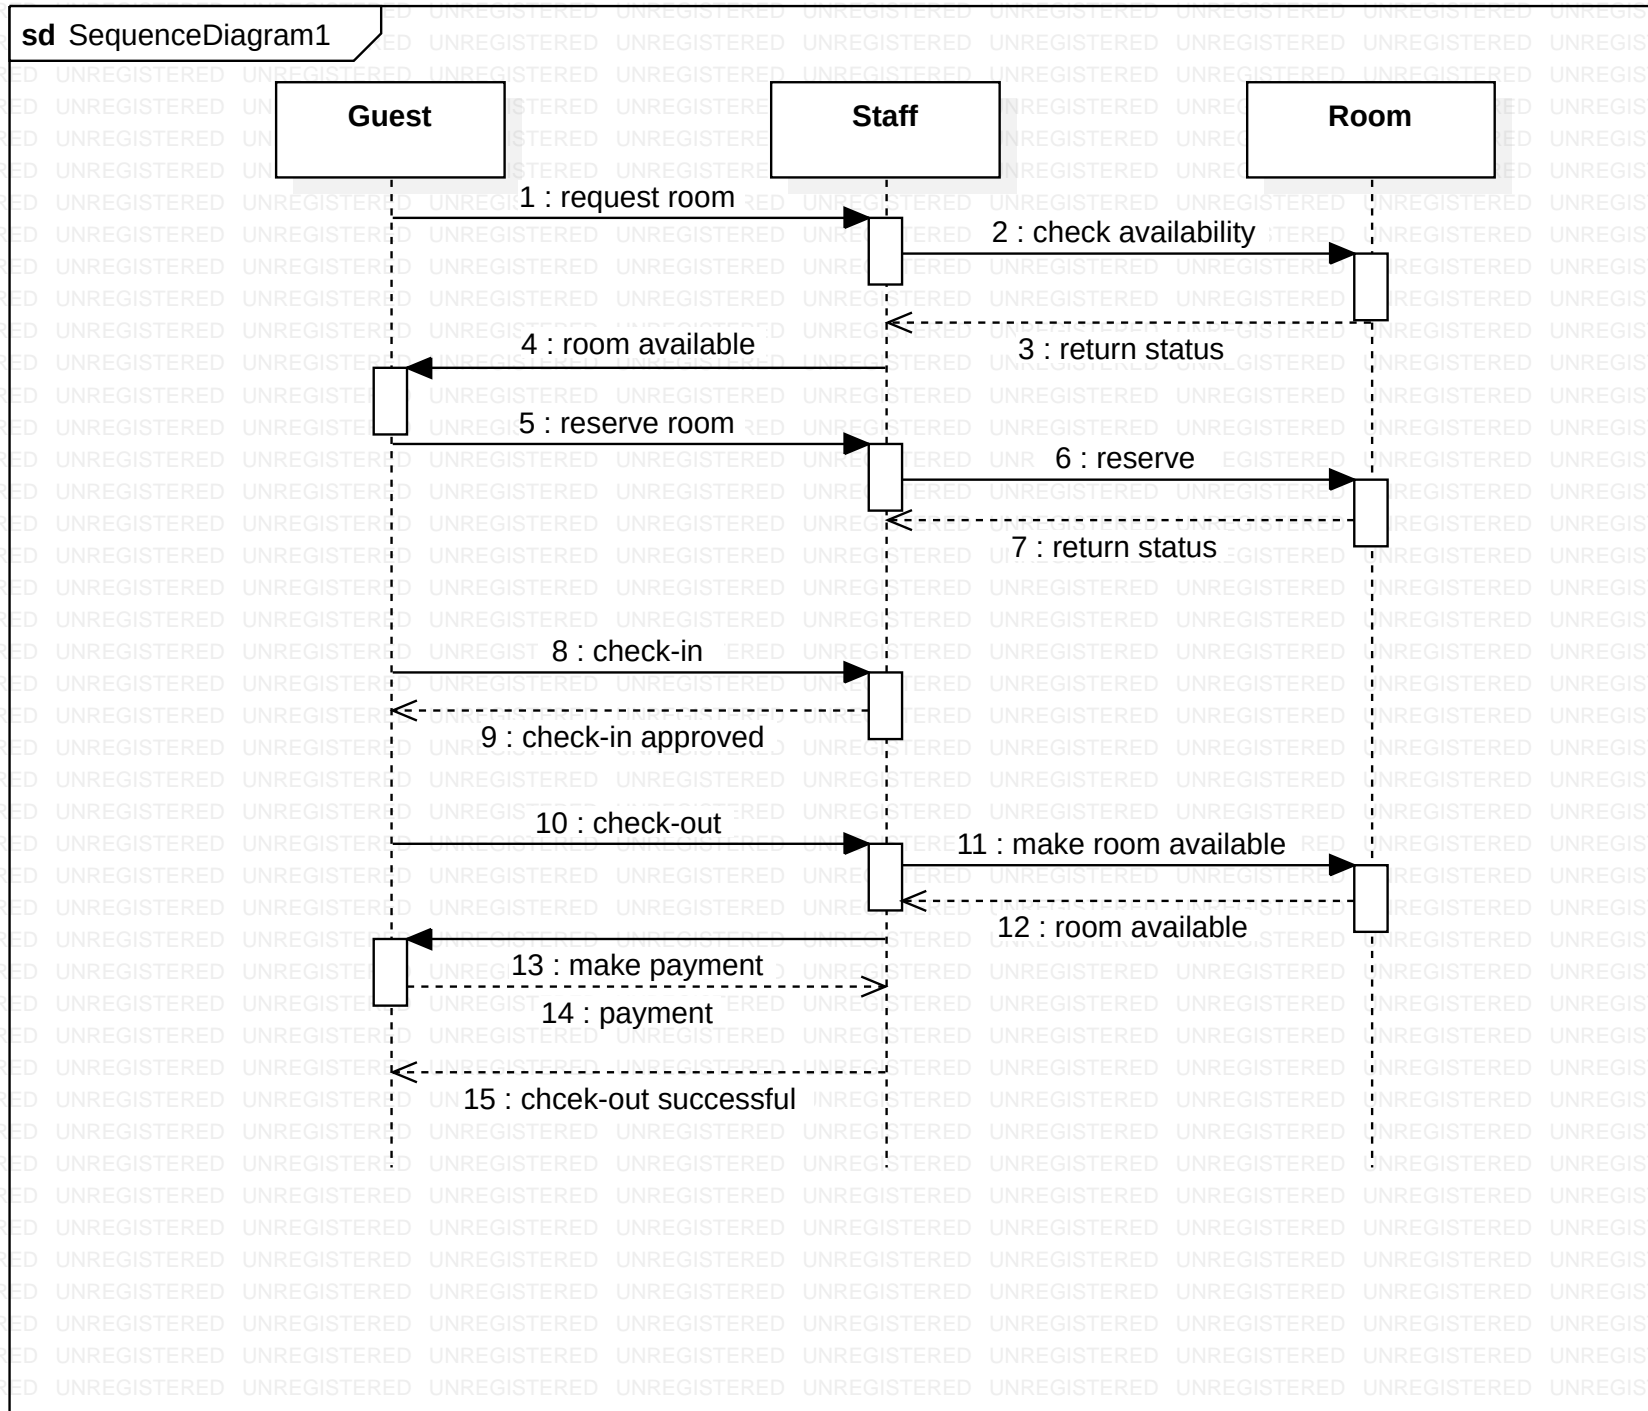 sd SequenceDiagram1
Guest
Staff
Room
1 : request room
2 : check availability
3 : return status
4 : room available
5 : reserve room
6 : reserve
7 : return status
8 : check-in
9 : check-in approved
10 : check-out
11 : make room available
12 : room available
13 : make payment
14 : payment
15 : chcek-out successful
UNREGISTERED